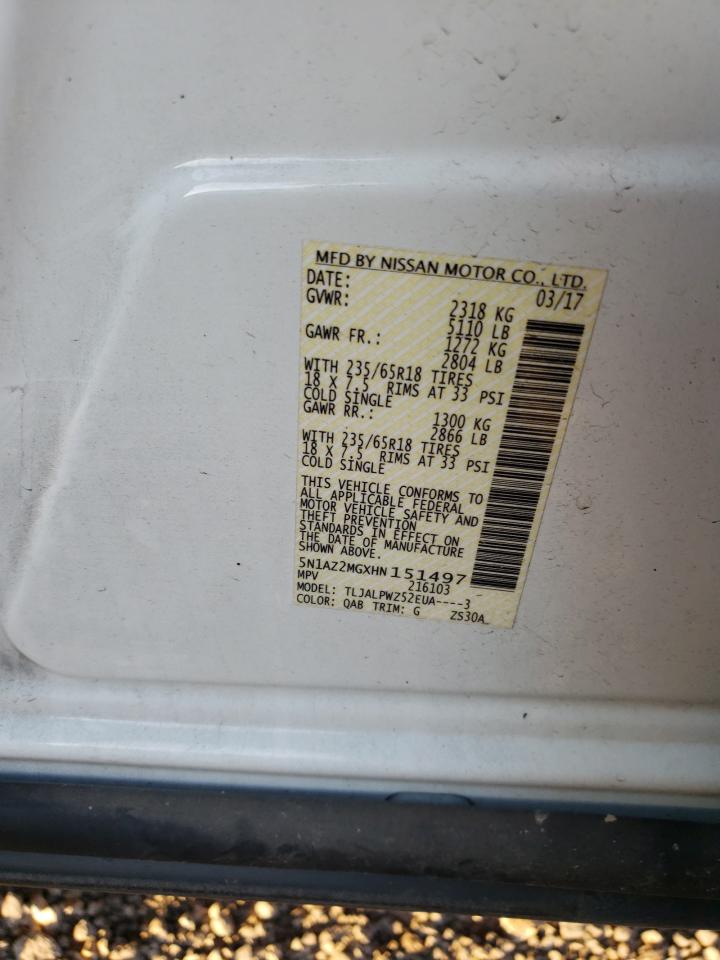 MFD BY NISSAN MOTOR CO., LTD.
DATE: 03/17
GVWR: 2318 KG
5110 LB
GAWR FR.: 1272 KG
2804 LB
WITH 235/65R18 TIRES
18 X 7.5 RIMS AT 33 PSI
COLD SINGLE
GAWR RR.: 1300 KG
2866 LB
WITH 235/65R18 TIRES
18 X 7.5 RIMS AT 33 PSI
COLD SINGLE
THIS VEHICLE CONFORMS TO
ALL APPLICABLE FEDERAL
MOTOR VEHICLE SAFETY AND
THEFT PREVENTION
STANDARDS IN EFFECT ON
THE DATE OF MANUFACTURE
SHOWN ABOVE.
5N1AZ2MGXHN151497
MPV 216103
MODEL: TLJALPWZ52EUA----3
COLOR: QAB TRIM: G ZS30A